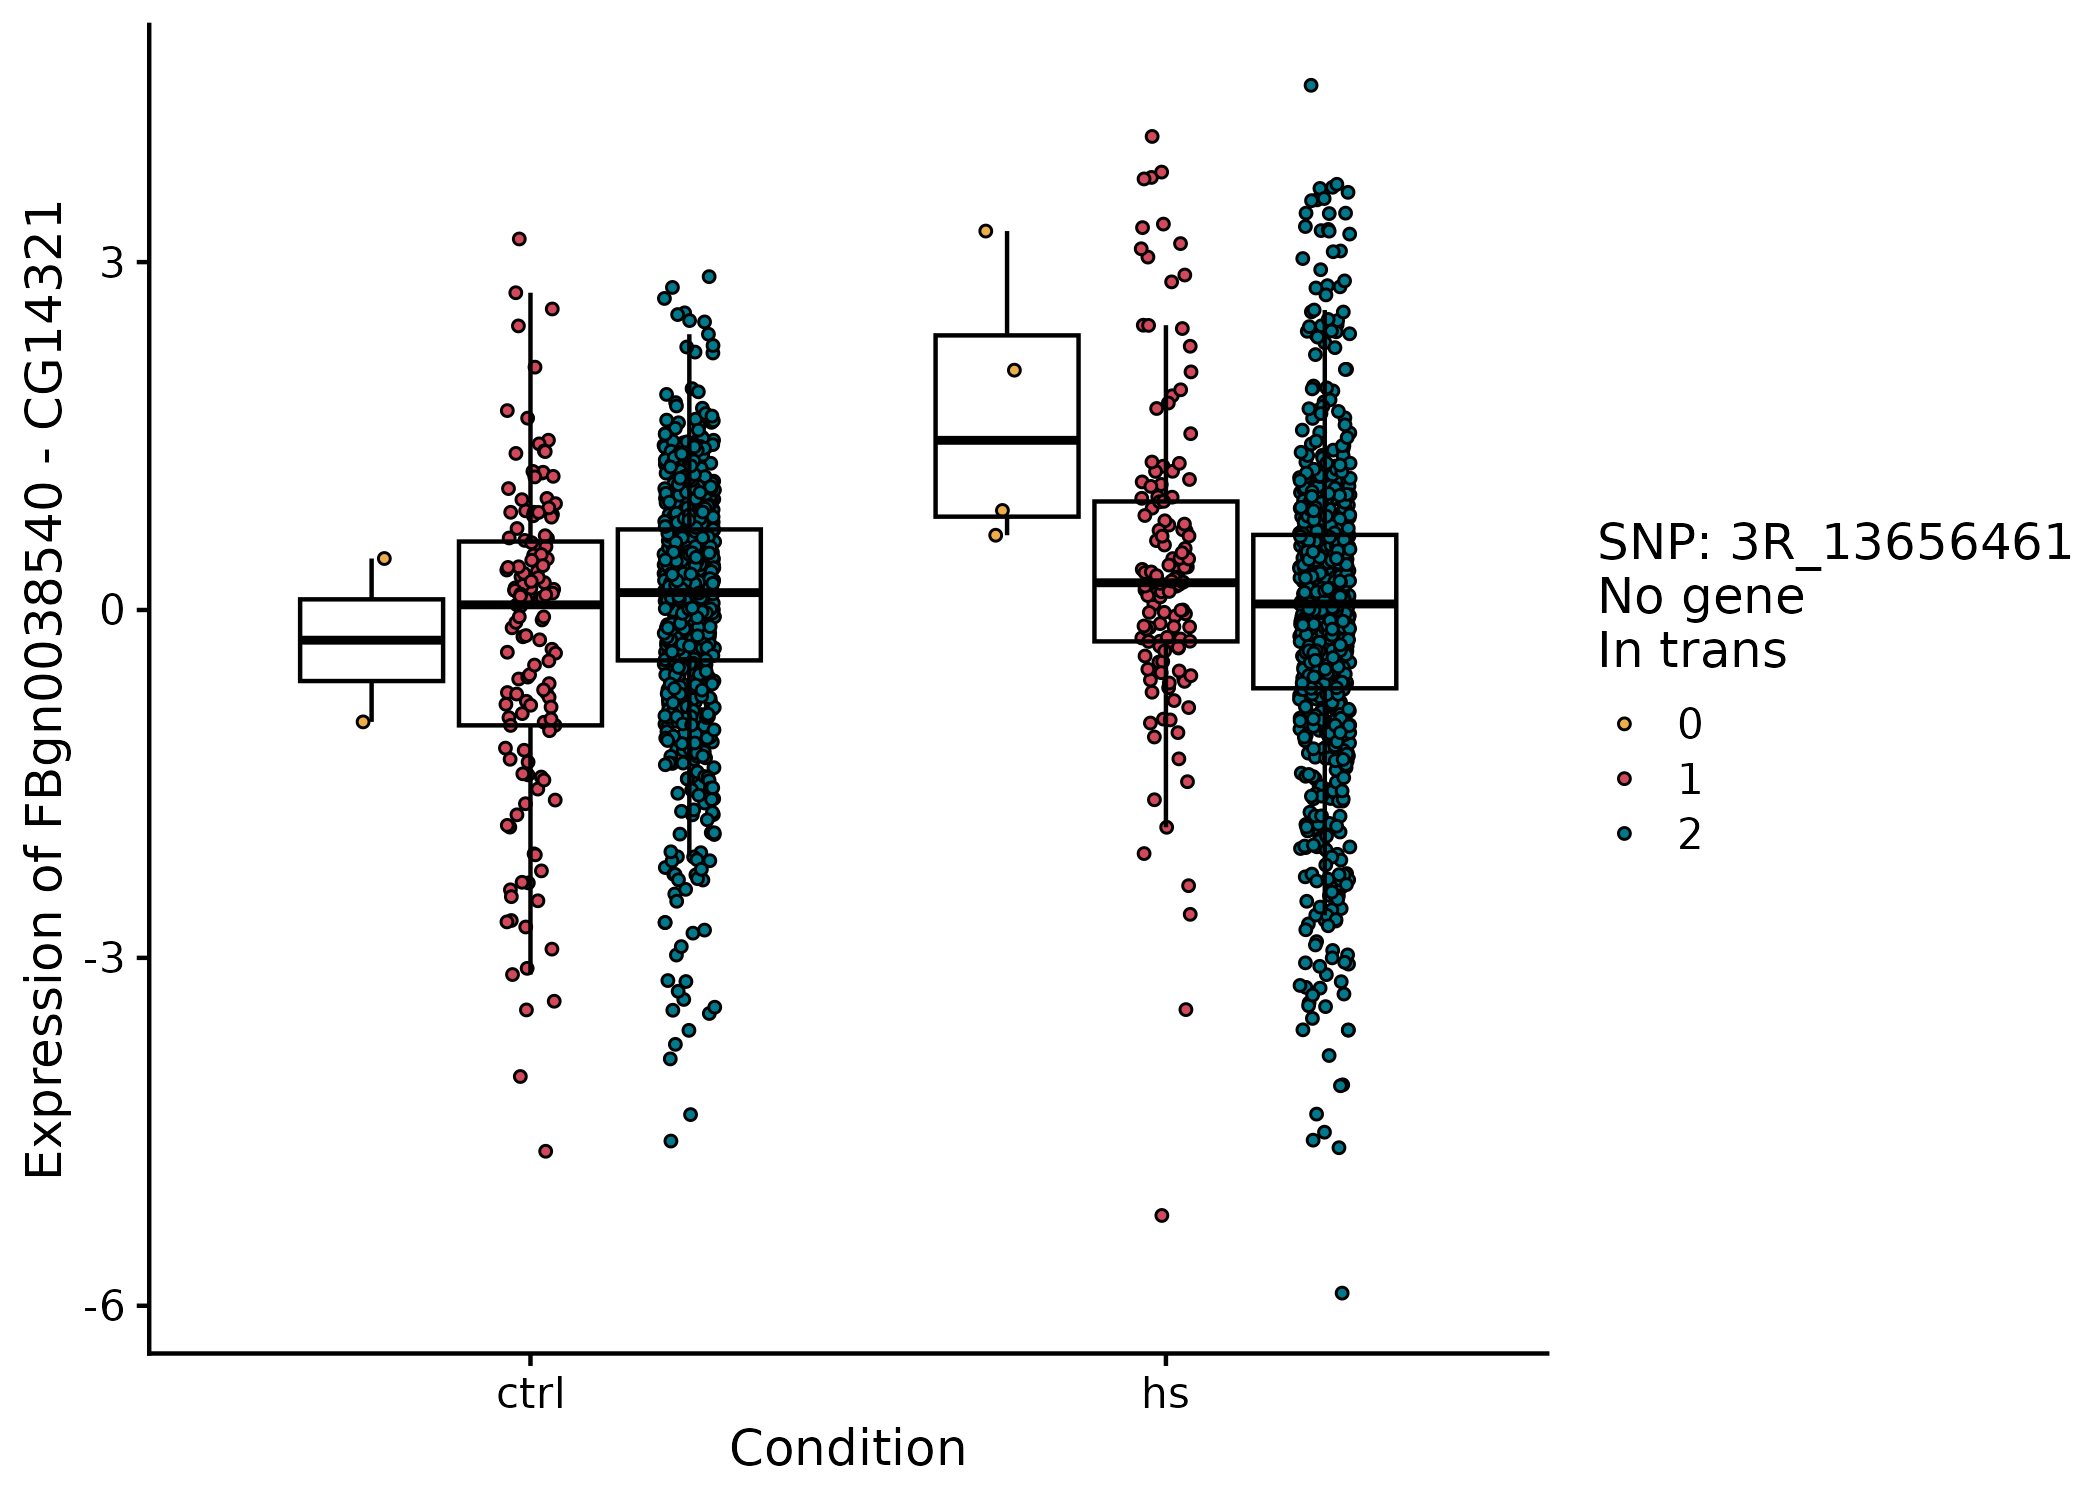 Expression of FBgn0038540 - CG14321
3
0
-3
-6
ctrl
hs
Condition
SNP: 3R_13656461
No gene
In trans
0
1
2